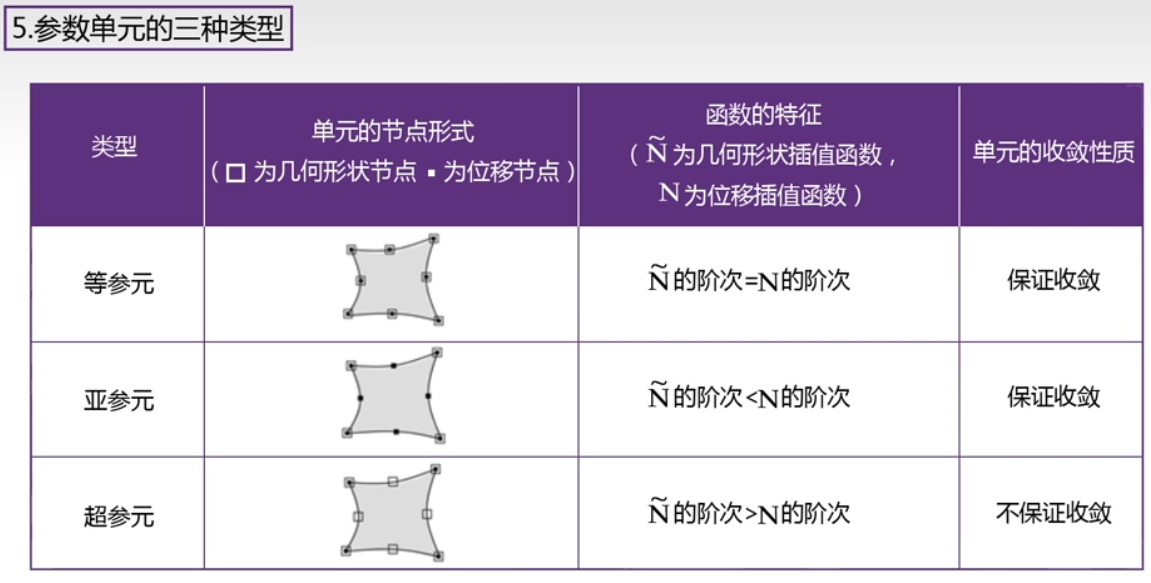 5.参数单元的三种类型
类型
单元的节点形式
(□ 为几何形状节点 ▪ 为位移节点)
函数的特征
(Ñ 为几何形状插值函数，
N 为位移插值函数)
单元的收敛性质
等参元
Ñ的阶次=N的阶次
保证收敛
亚参元
Ñ的阶次<N的阶次
保证收敛
超参元
Ñ的阶次>N的阶次
不保证收敛